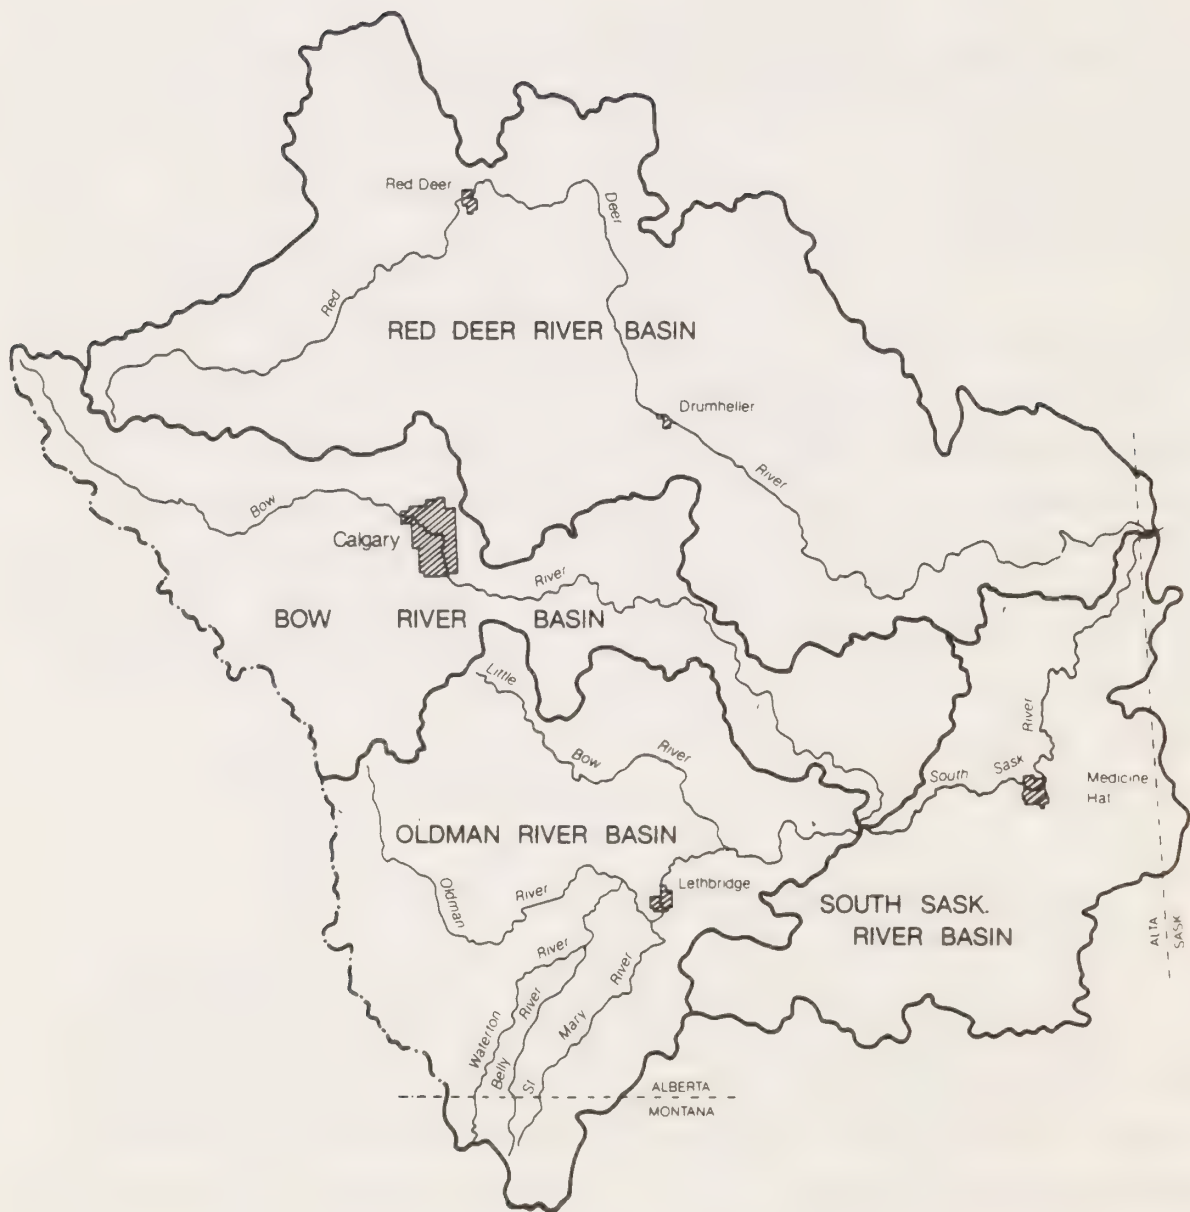 Red Deer
Deer
Red
RED DEER RIVER BASIN
Drumheller
River
Bow
Calgary
River
BOW RIVER BASIN
Little
Bow
River
River
South Sask
Medicine
Hat
OLDMAN RIVER BASIN
Oldman
River
Lethbridge
SOUTH SASK.
RIVER BASIN
ALTA
SASK
River
Waterton
River
Belly
River
Mary
St
ALBERTA
MONTANA